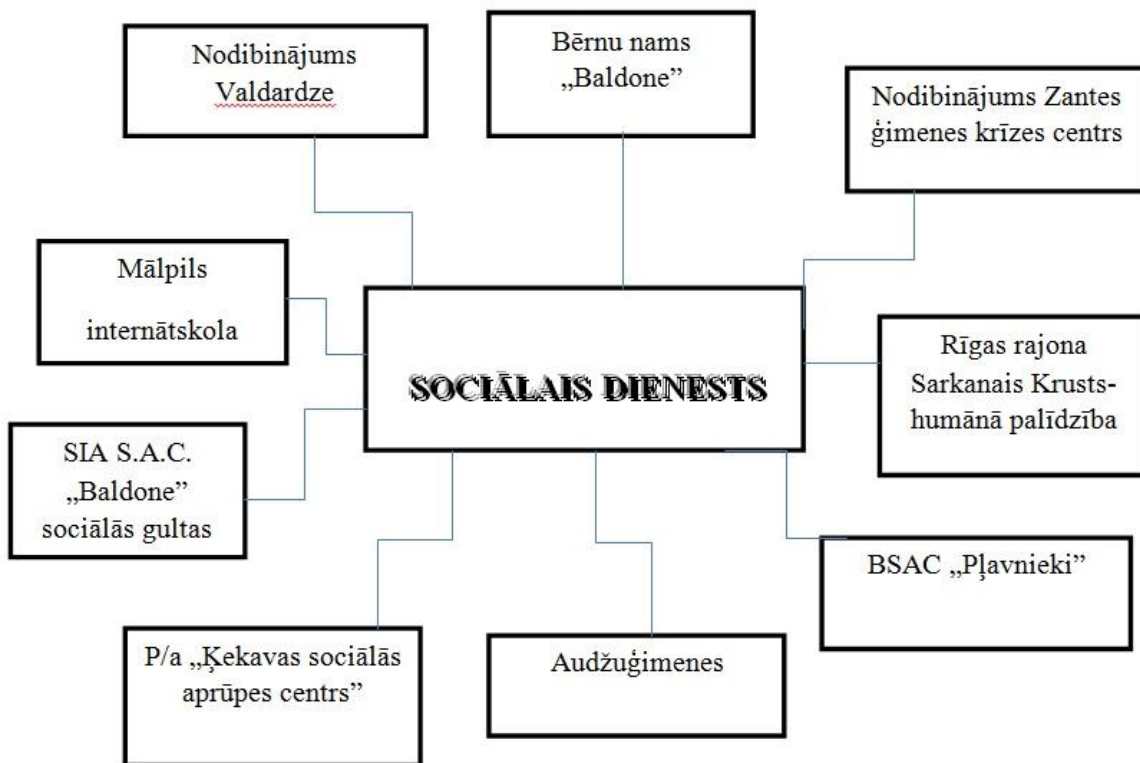 Nodibinājums
Valdardze
Bērnu nams
„Baldone”
Nodibinājums Zantes
ģimenes krīzes centrs
Mālpils
internātskola
SOCIĀLAIS DIENESTS
Rīgas rajona
Sarkanais Krusts-
humānā palīdzība
SIA S.A.C.
„Baldone”
sociālās gultas
BSAC „Pļavnieki”
P/a „Ķekavas sociālās
aprūpes centrs”
Audžuģimenes